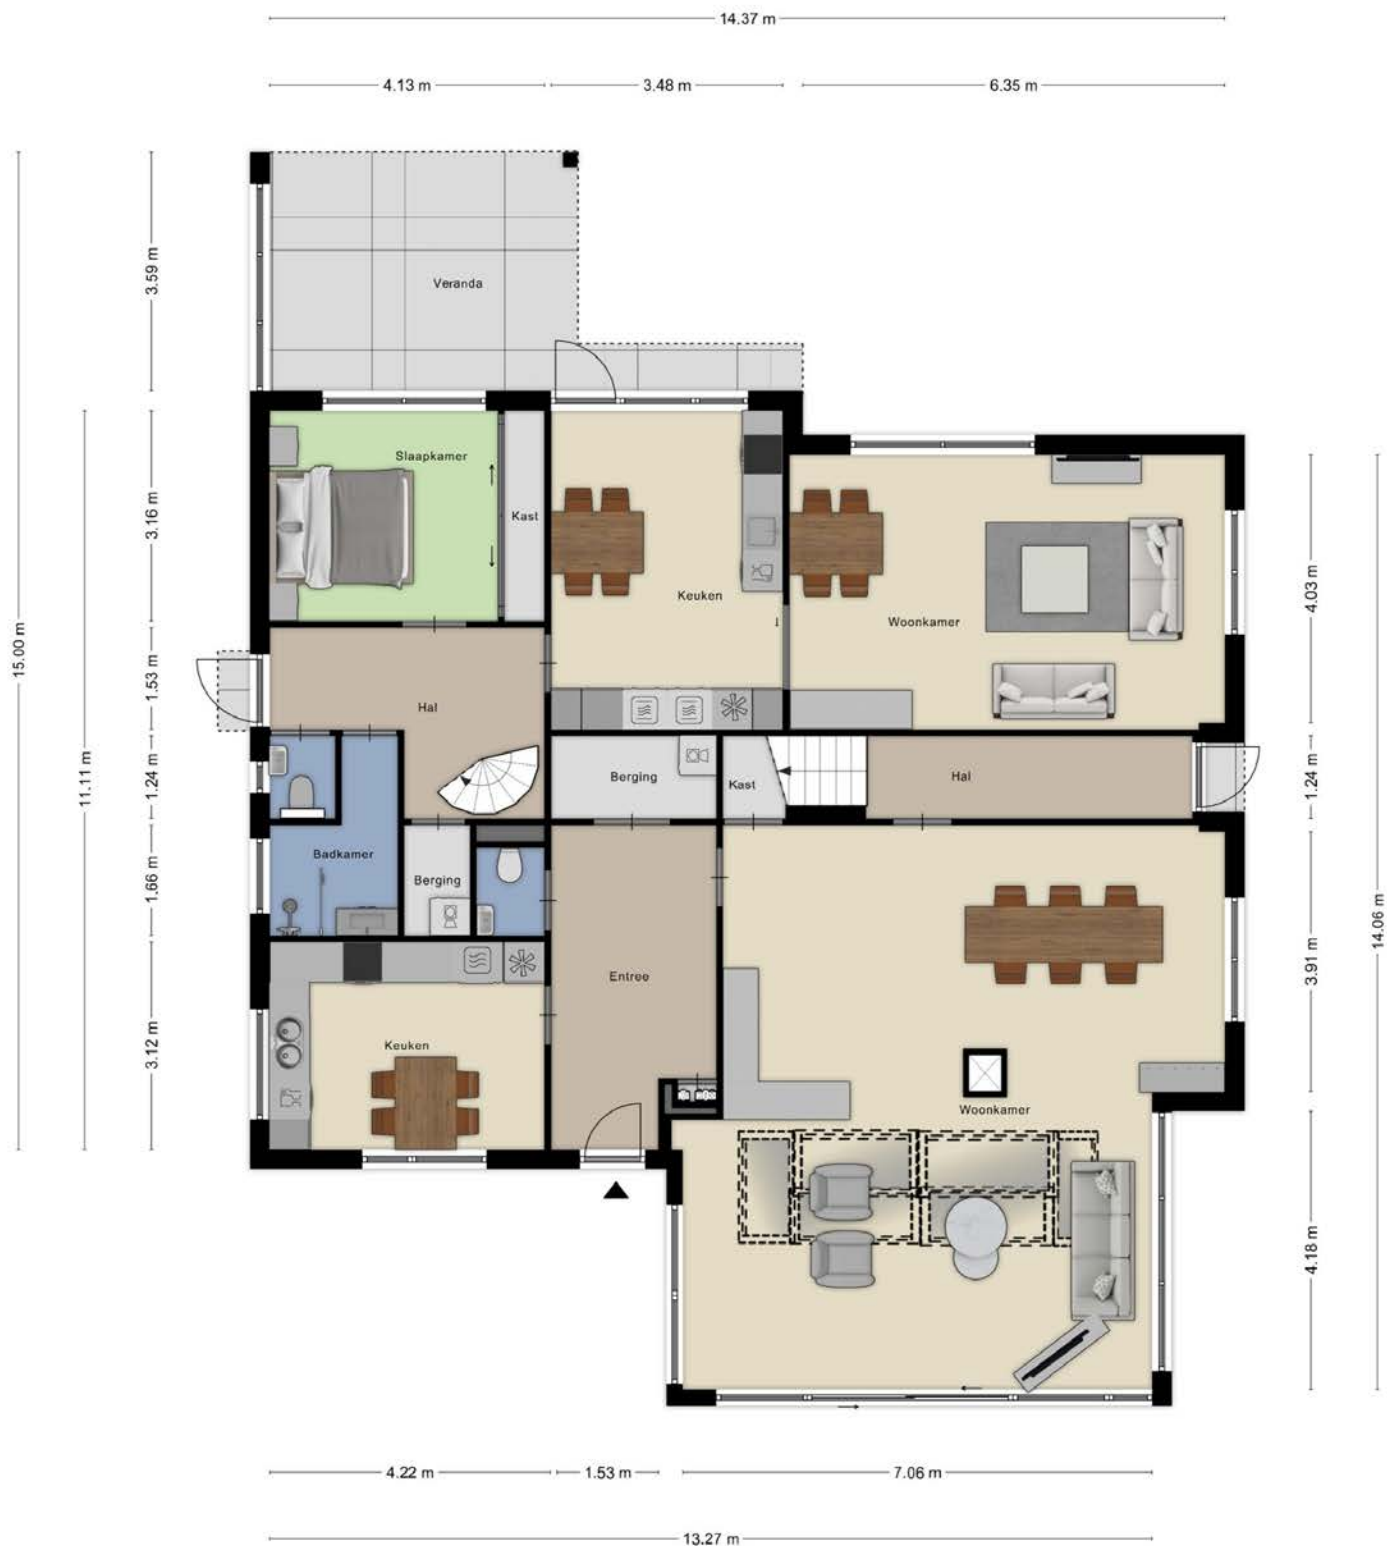 14.37 m
4.13 m
3.48 m
6.35 m
3.59 m
Veranda
Slaapkamer
Kast
3.16 m
Keuken
Woonkamer
4.03 m
15.00 m
1.53 m
Hal
11.11 m
1.24 m
Berging
Kast
Hal
1.24 m
Badkamer
1.66 m
Berging
14.06 m
3.91 m
Entree
3.12 m
Keuken
Woonkamer
4.18 m
4.22 m
1.53 m
7.06 m
13.27 m